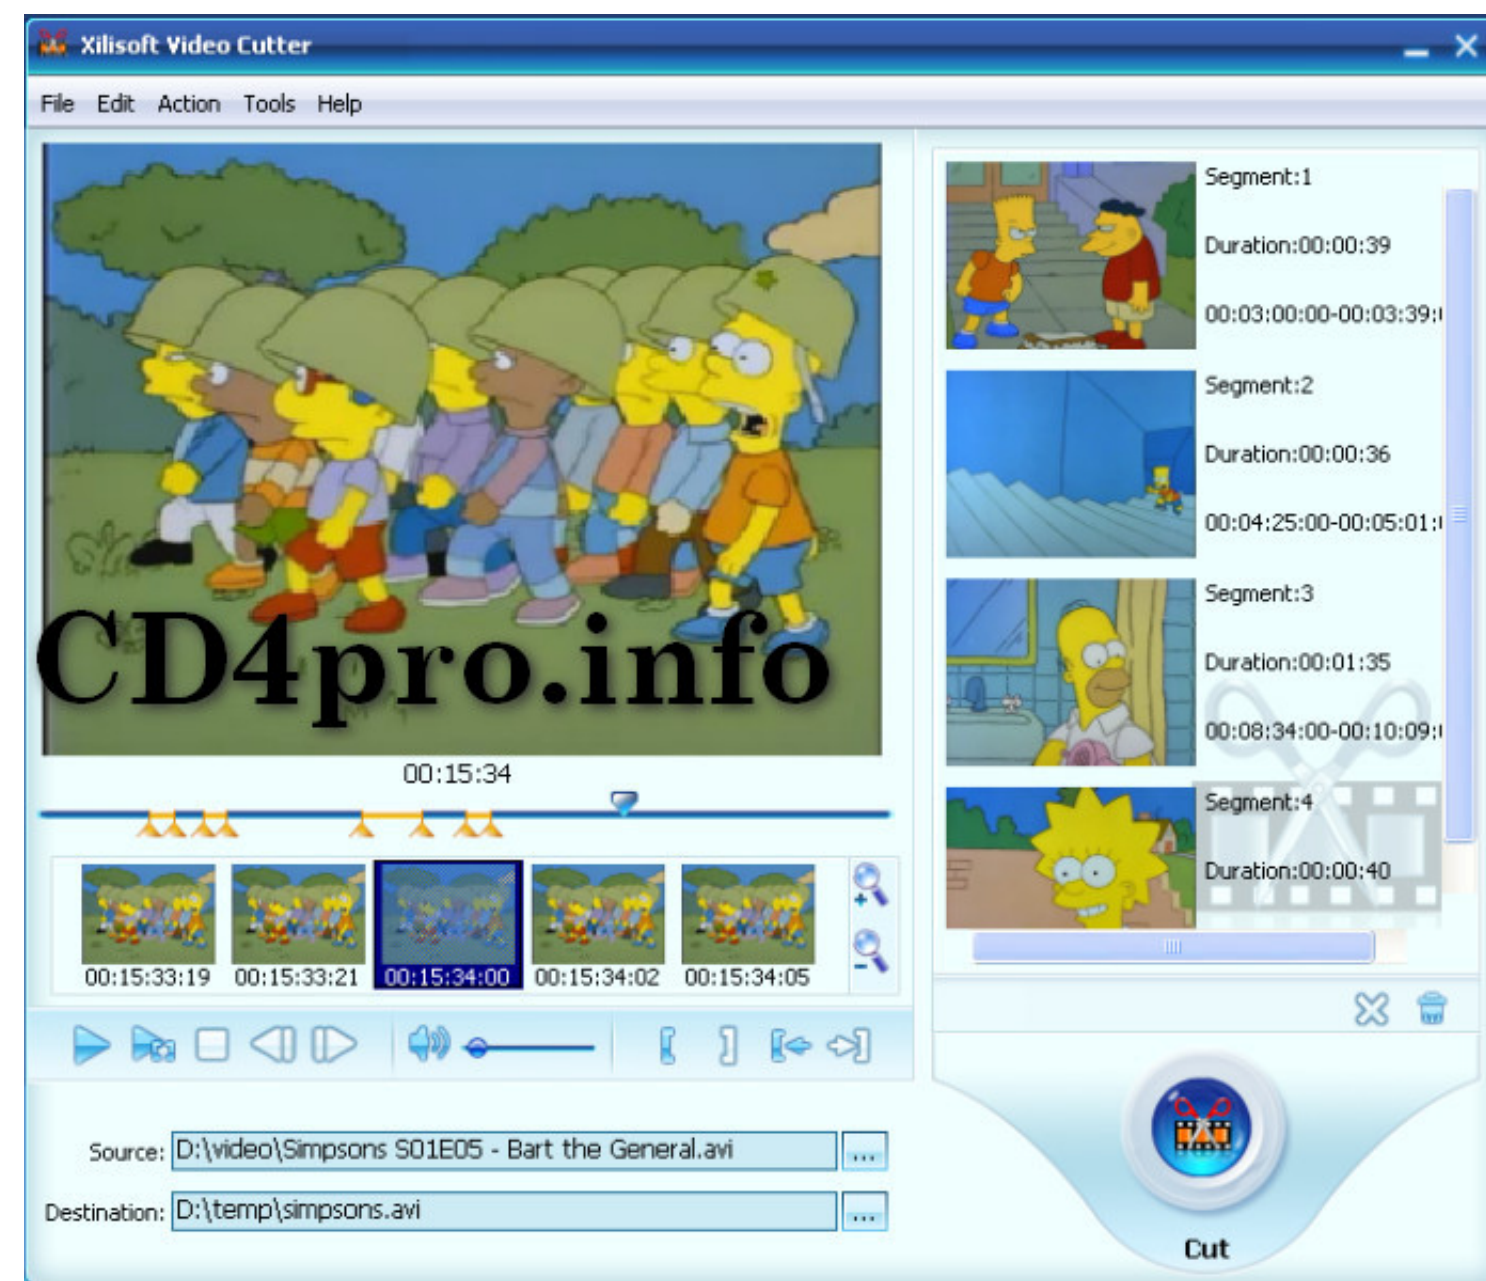 Xilisoft Video Cutter
File Edit Action Tools Help
CD4pro.info
00:15:34
00:15:33:19 00:15:33:21 00:15:34:00 00:15:34:02 00:15:34:05
Source: D:\video\Simpsons S01E05 - Bart the General.avi ...
Destination: D:\temp\simpsons.avi ...
Segment:1
Duration:00:00:39
00:03:00:00-00:03:39:
Segment:2
Duration:00:00:36
00:04:25:00-00:05:01:
Segment:3
Duration:00:01:35
00:08:34:00-00:10:09:
Segment:4
Duration:00:00:40
Cut